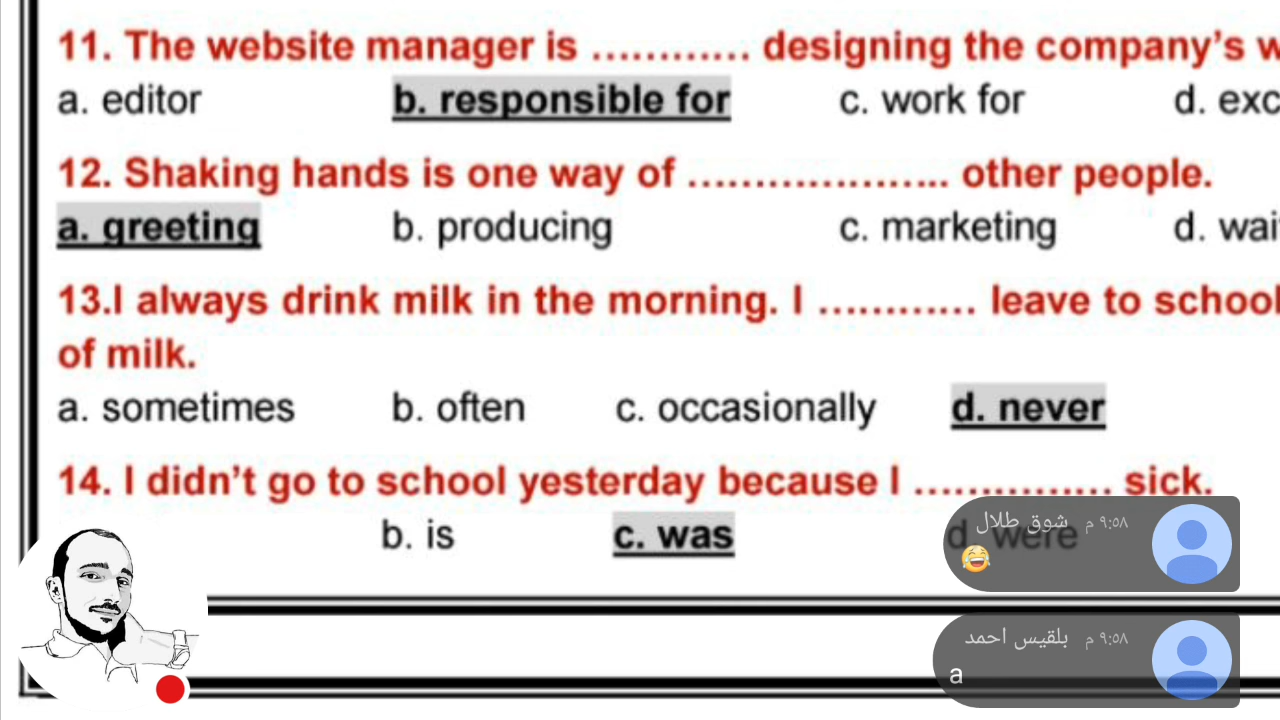 11. The website manager is ………… designing the company’s w
a. editor b. responsible for c. work for d. exc
12. Shaking hands is one way of ……………….. other people.
a. greeting b. producing c. marketing d. wai
13.I always drink milk in the morning. I ………… leave to school
of milk.
a. sometimes b. often c. occasionally d. never
14. I didn’t go to school yesterday because I …………… sick.
b. is c. was d. were
شوق طلال ٩:٥٨ م
😂
بلقيس احمد ٩:٥٨ م
a